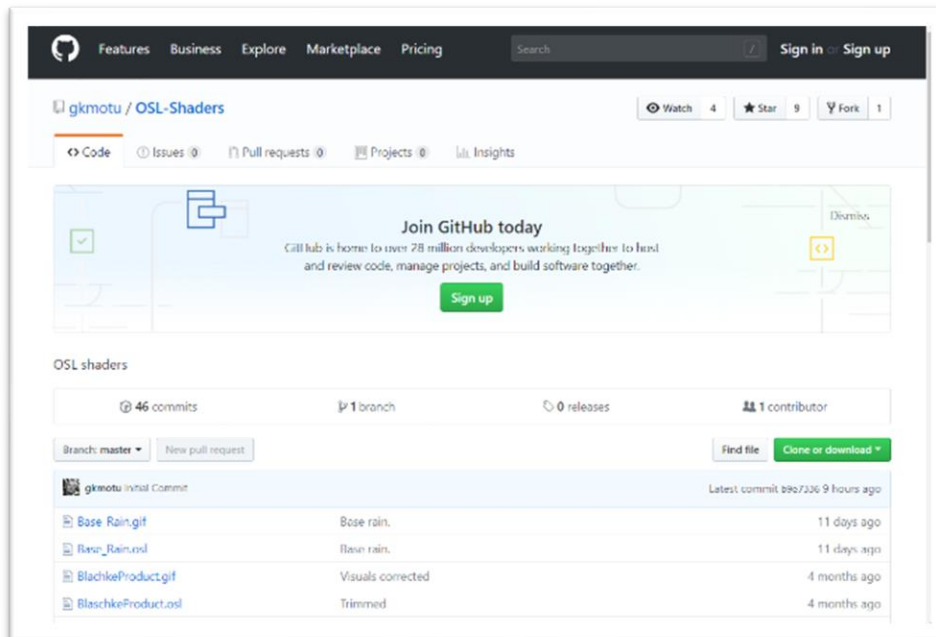 Features Business Explore Marketplace Pricing Search / Sign in or Sign up
gkmotu / OSL-Shaders Watch 4 Star 9 Fork 1
Code Issues 0 Pull requests 0 Projects 0 Insights
Dismiss
Join GitHub today
GitHub is home to over 28 million developers working together to host
and review code, manage projects, and build software together.
Sign up
OSL shaders
46 commits 1 branch 0 releases 1 contributor
Branch: master New pull request Find file Clone or download
gkmotu Initial Commit Latest commit b9e7336 9 hours ago
Base_Rain.gif Base rain. 11 days ago
Base_Rain.osl Base rain. 11 days ago
BlachkeProduct.gif Visuals corrected 4 months ago
BlaschkeProduct.osl Trimmed 4 months ago